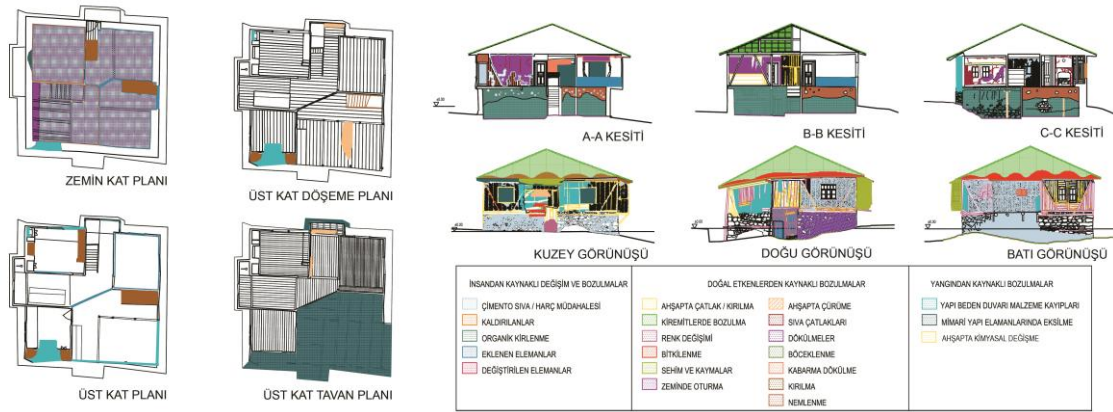 ZEMİN KAT PLANI
ÜST KAT DÖŞEME PLANI
ÜST KAT PLANI
ÜST KAT TAVAN PLANI
A-A KESİTİ
B-B KESİTİ
C-C KESİTİ
KUZEY GÖRÜNÜŞÜ
DOĞU GÖRÜNÜŞÜ
BATI GÖRÜNÜŞÜ
İNSANDAN KAYNAKLI DEĞİŞİM VE BOZULMALAR
ÇİMENTO SIVA / HARÇ MÜDAHALESİ
KALDIRILANLAR
ORGANİK KİRLENME
EKLENEN ELEMANLAR
DEĞİŞTİRİLEN ELEMANLAR
DOĞAL ETKENLERDEN KAYNAKLI BOZULMALAR
AHŞAPTA ÇATLAK / KIRILMA
KİREMİTLERDE BOZULMA
RENK DEĞİŞİMİ
BİTKİLENME
SEHİM VE KAYMALAR
ZEMİNDE OTURMA
AHŞAPTA ÇÜRÜME
SIVA ÇATLAKLARI
DÖKÜLMELER
BÖCEKLENME
KABARMA DÖKÜLME
KIRILMA
NEMLENME
YANGINDAN KAYNAKLI BOZULMALAR
YAPI BEDEN DUVARI MALZEME KAYIPLARI
MİMARİ YAPI ELAMANLARINDA EKSİLME
AHŞAPTA KİMYASAL DEĞİŞME